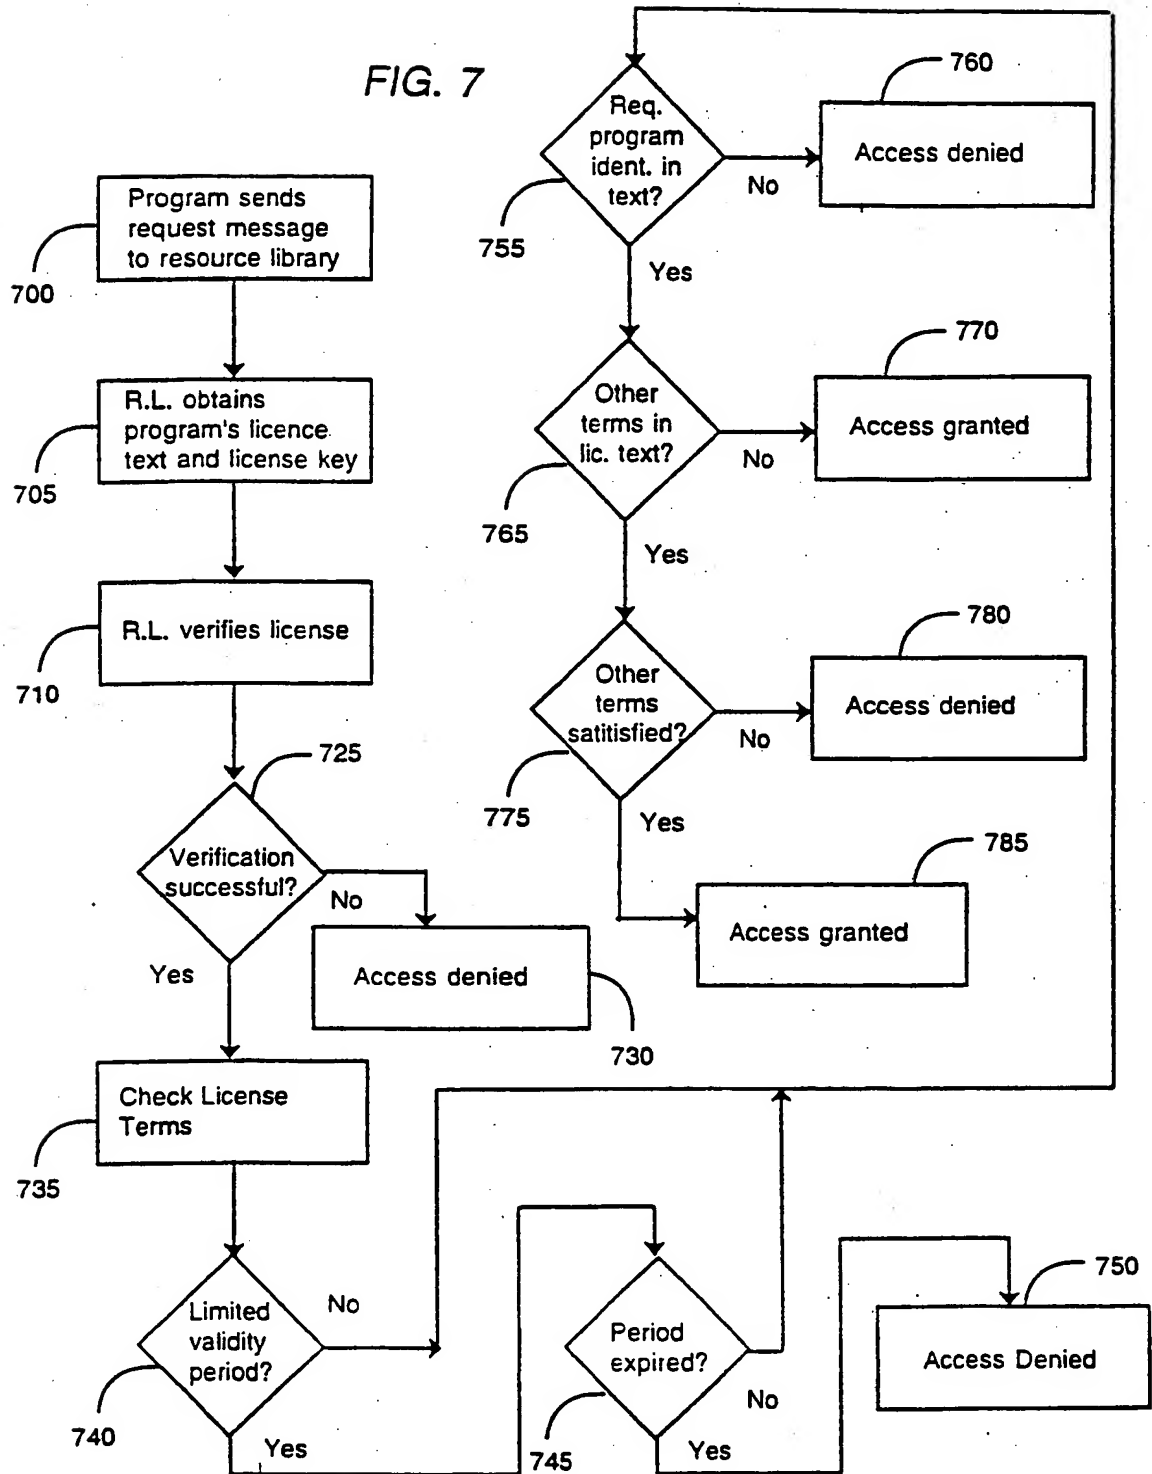 FIG. 7
Program sends
request message
to resource library
700
R.L. obtains
program's licence
text and license key
705
R.L. verifies license
710
725
Verification
successful?
No
Yes
Access denied
730
Check License
Terms
735
Limited
validity
period?
No
740
Yes
Period
expired?
No
745
Yes
750
Access Denied
Req.
program
ident. in
text?
755
No
Yes
760
Access denied
Other
terms in
lic. text?
765
No
Yes
770
Access granted
Other
terms
satitisfied?
775
No
Yes
780
Access denied
785
Access granted